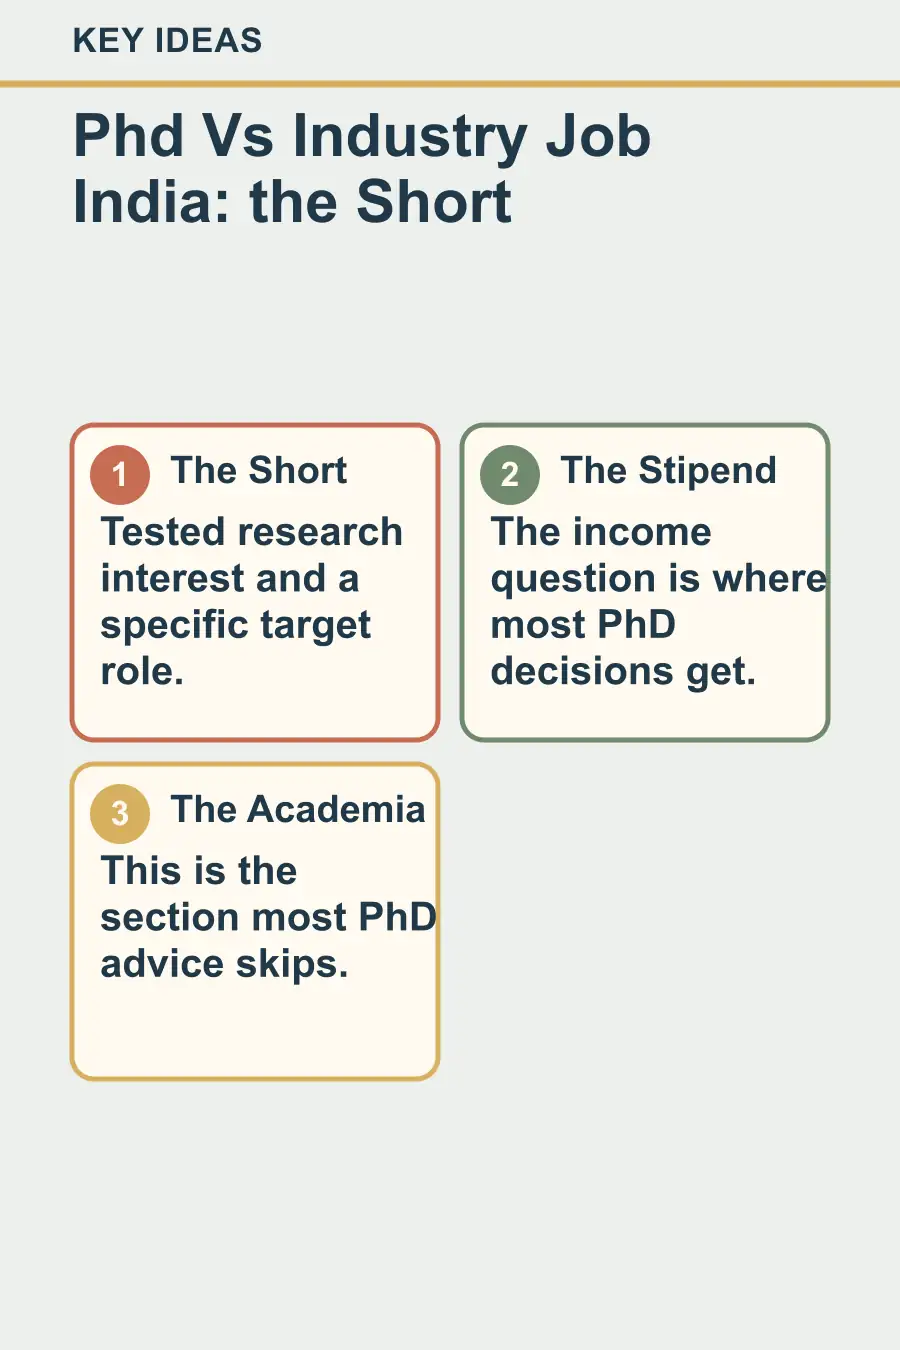 KEY IDEAS
Phd Vs Industry Job
India: the Short
1 The Short
Tested research
interest and a
specific target
role.
2 The Stipend
The income
question is where
most PhD
decisions get.
3 The Academia
This is the
section most PhD
advice skips.